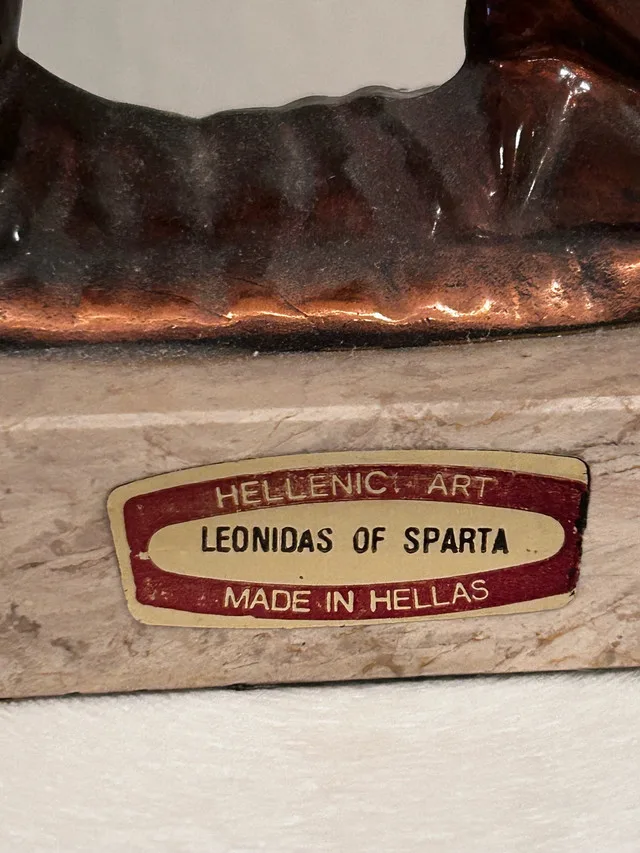 HELLENIC ART
LEONIDAS OF SPARTA
MADE IN HELLAS